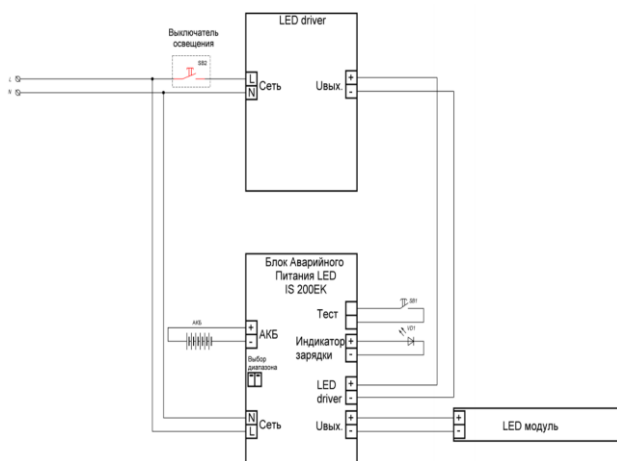 LED driver
Выключатель
освещения
SB2
L
N
L
N
Сеть
Uвых.
+
-
Блок Аварийного
Питания LED
IS 200EK
Тест
SB1
АКБ
+
-
АКБ
Индикатор
зарядки
+
-
VD1
Выбор
диапазона
LED
driver
+
-
N
L
Сеть
Uвых.
+
-
+
-
LED модуль